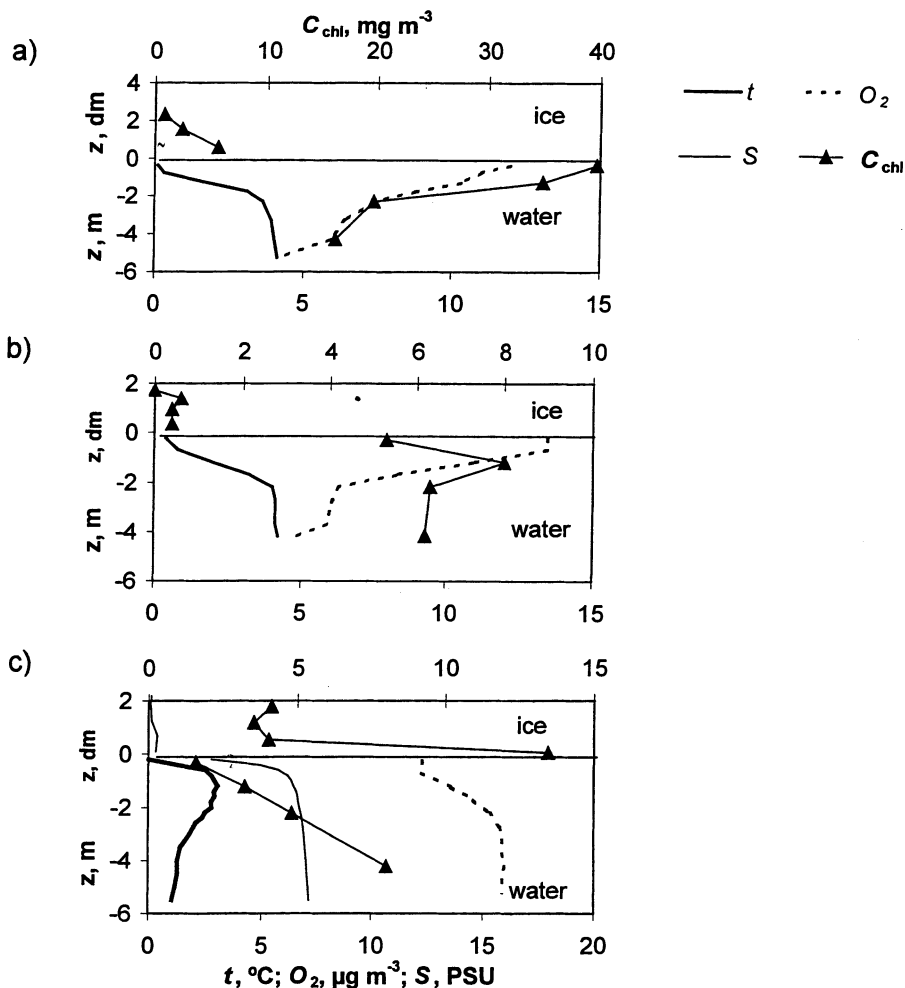 C chl, mg m-3
a)
0 10 20 30 40
t O2
S C chl
z, dm
z, m
4
2
0
-2
-4
-6
ice
water
0 5 10 15
b)
0 2 4 6 8 10
z, dm
z, m
2
0
-2
-4
-6
ice
water
0 5 10 15
c)
0 5 10 15
z, dm
z, m
2
0
-2
-4
-6
ice
water
0 5 10 15 20
t, ºC; O2, µg m-3; S, PSU